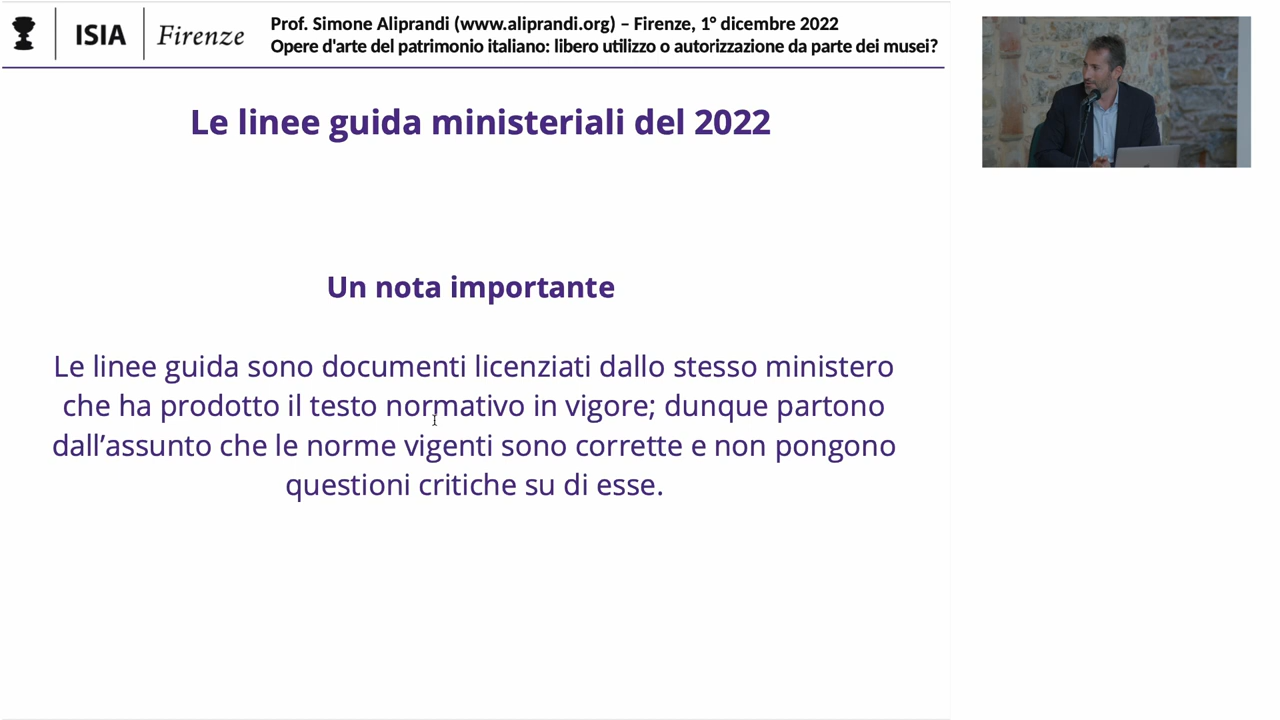 ISIA Firenze
Prof. Simone Aliprandi (www.aliprandi.org) – Firenze, 1° dicembre 2022
Opere d'arte del patrimonio italiano: libero utilizzo o autorizzazione da parte dei musei?
Le linee guida ministeriali del 2022
Un nota importante
Le linee guida sono documenti licenziati dallo stesso ministero
che ha prodotto il testo normativo in vigore; dunque partono
dall’assunto che le norme vigenti sono corrette e non pongono
questioni critiche su di esse.